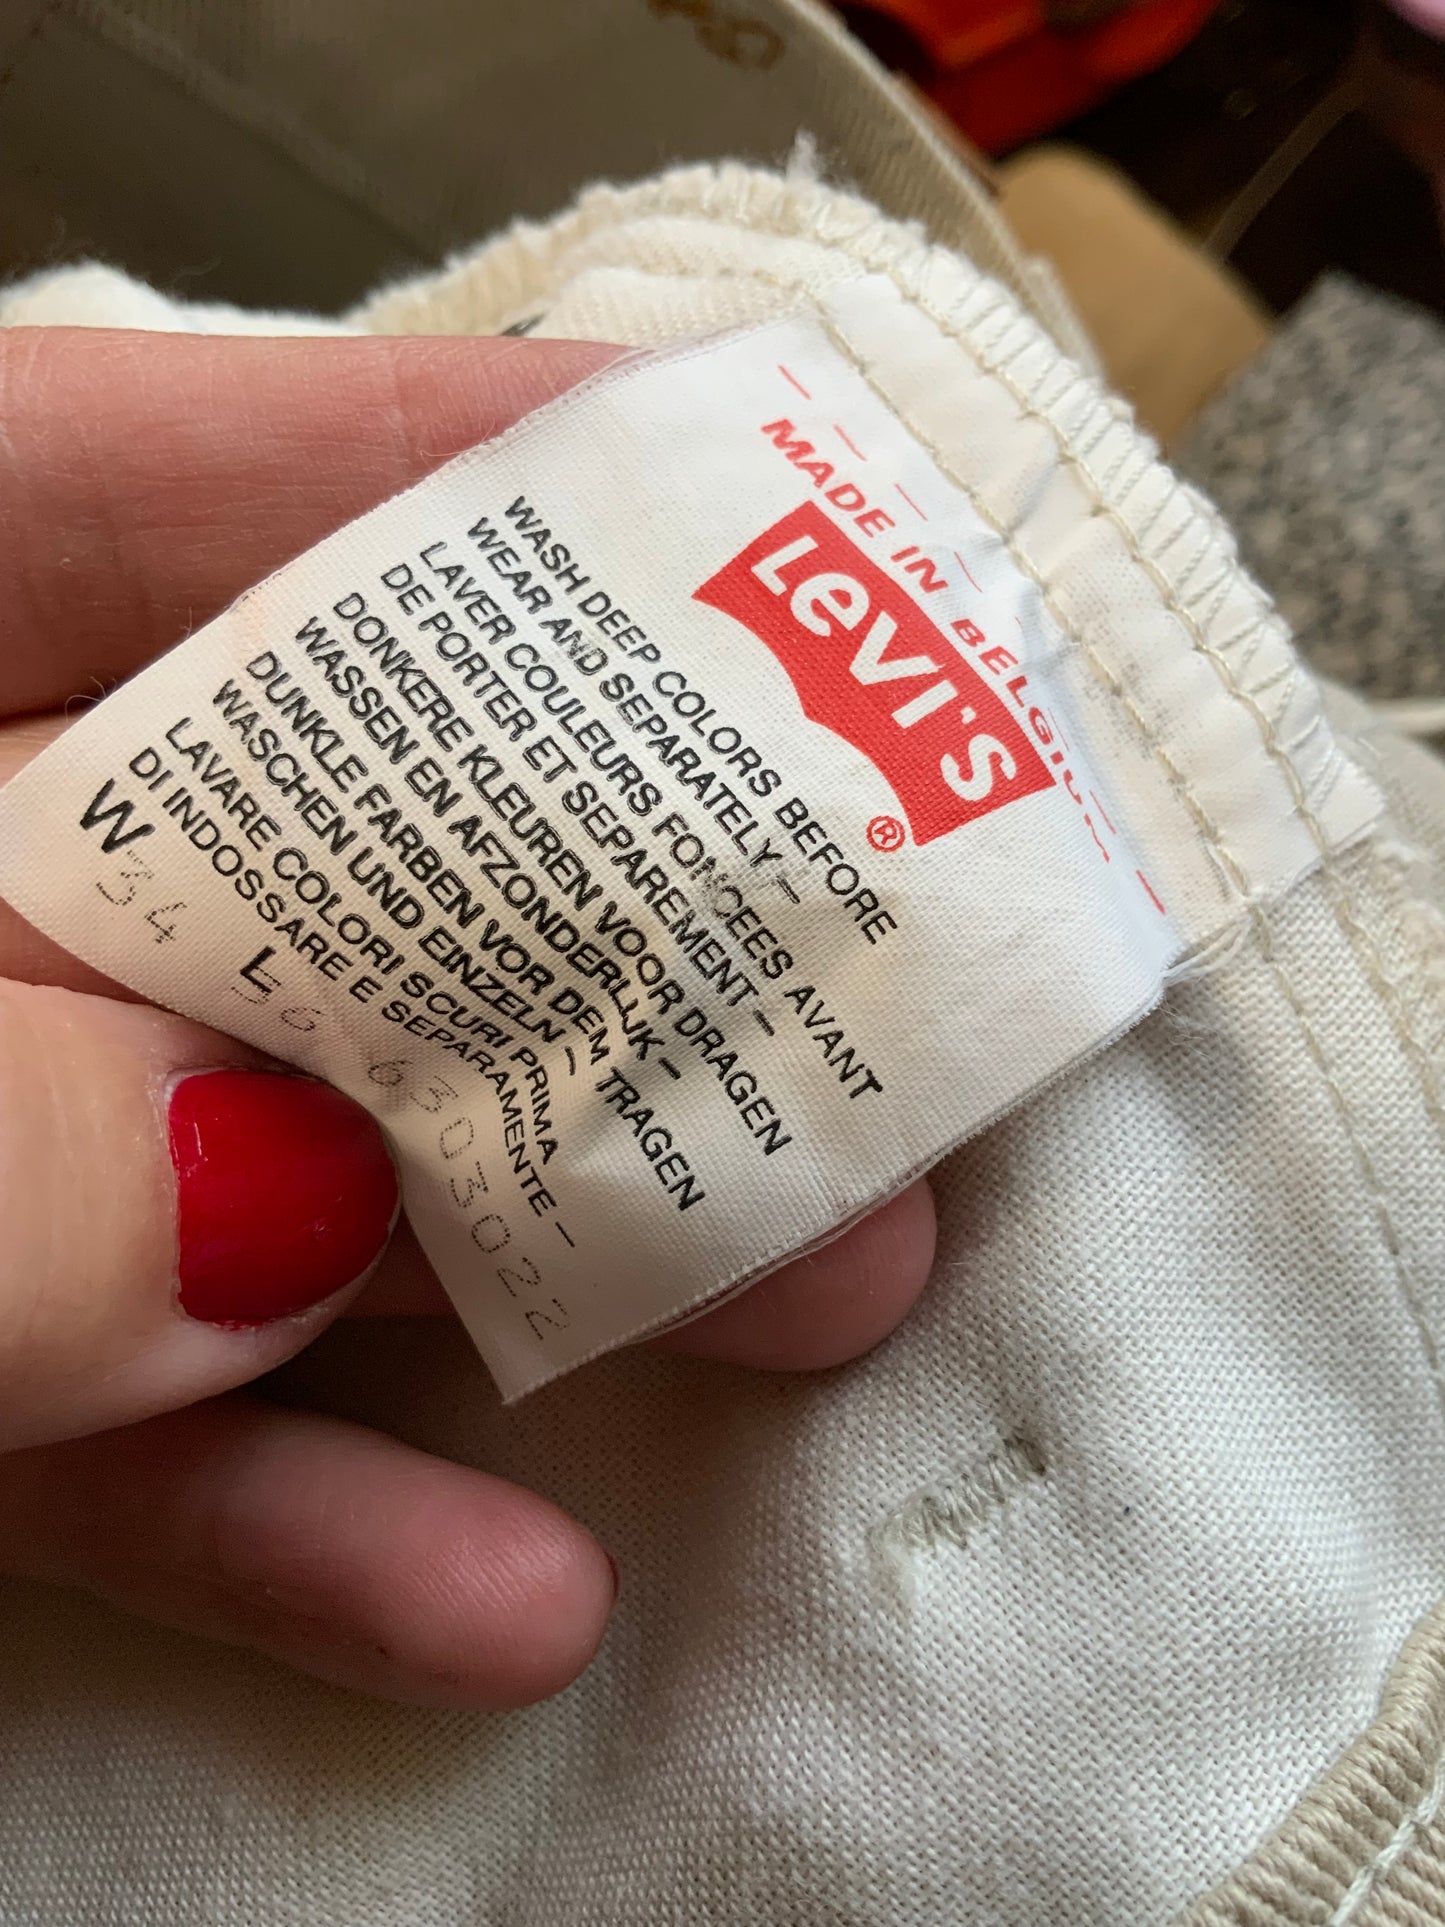 MADE IN BELGIUM
Levi's
®
WASH DEEP COLORS BEFORE
WEAR AND SEPARATELY–
LAVER COULEURS FONCEES AVANT
DE PORTER ET SEPAREMENT–
DONKERE KLEUREN VOOR DRAGEN
WASSEN EN AFZONDERLIJK–
DUNKLE FARBEN VOR DEM TRAGEN
WASCHEN UND EINZELN–
LAVARE COLORI SCURI PRIMA
DI INDOSSARE E SEPARAMENTE–
W L
34 36 6303022